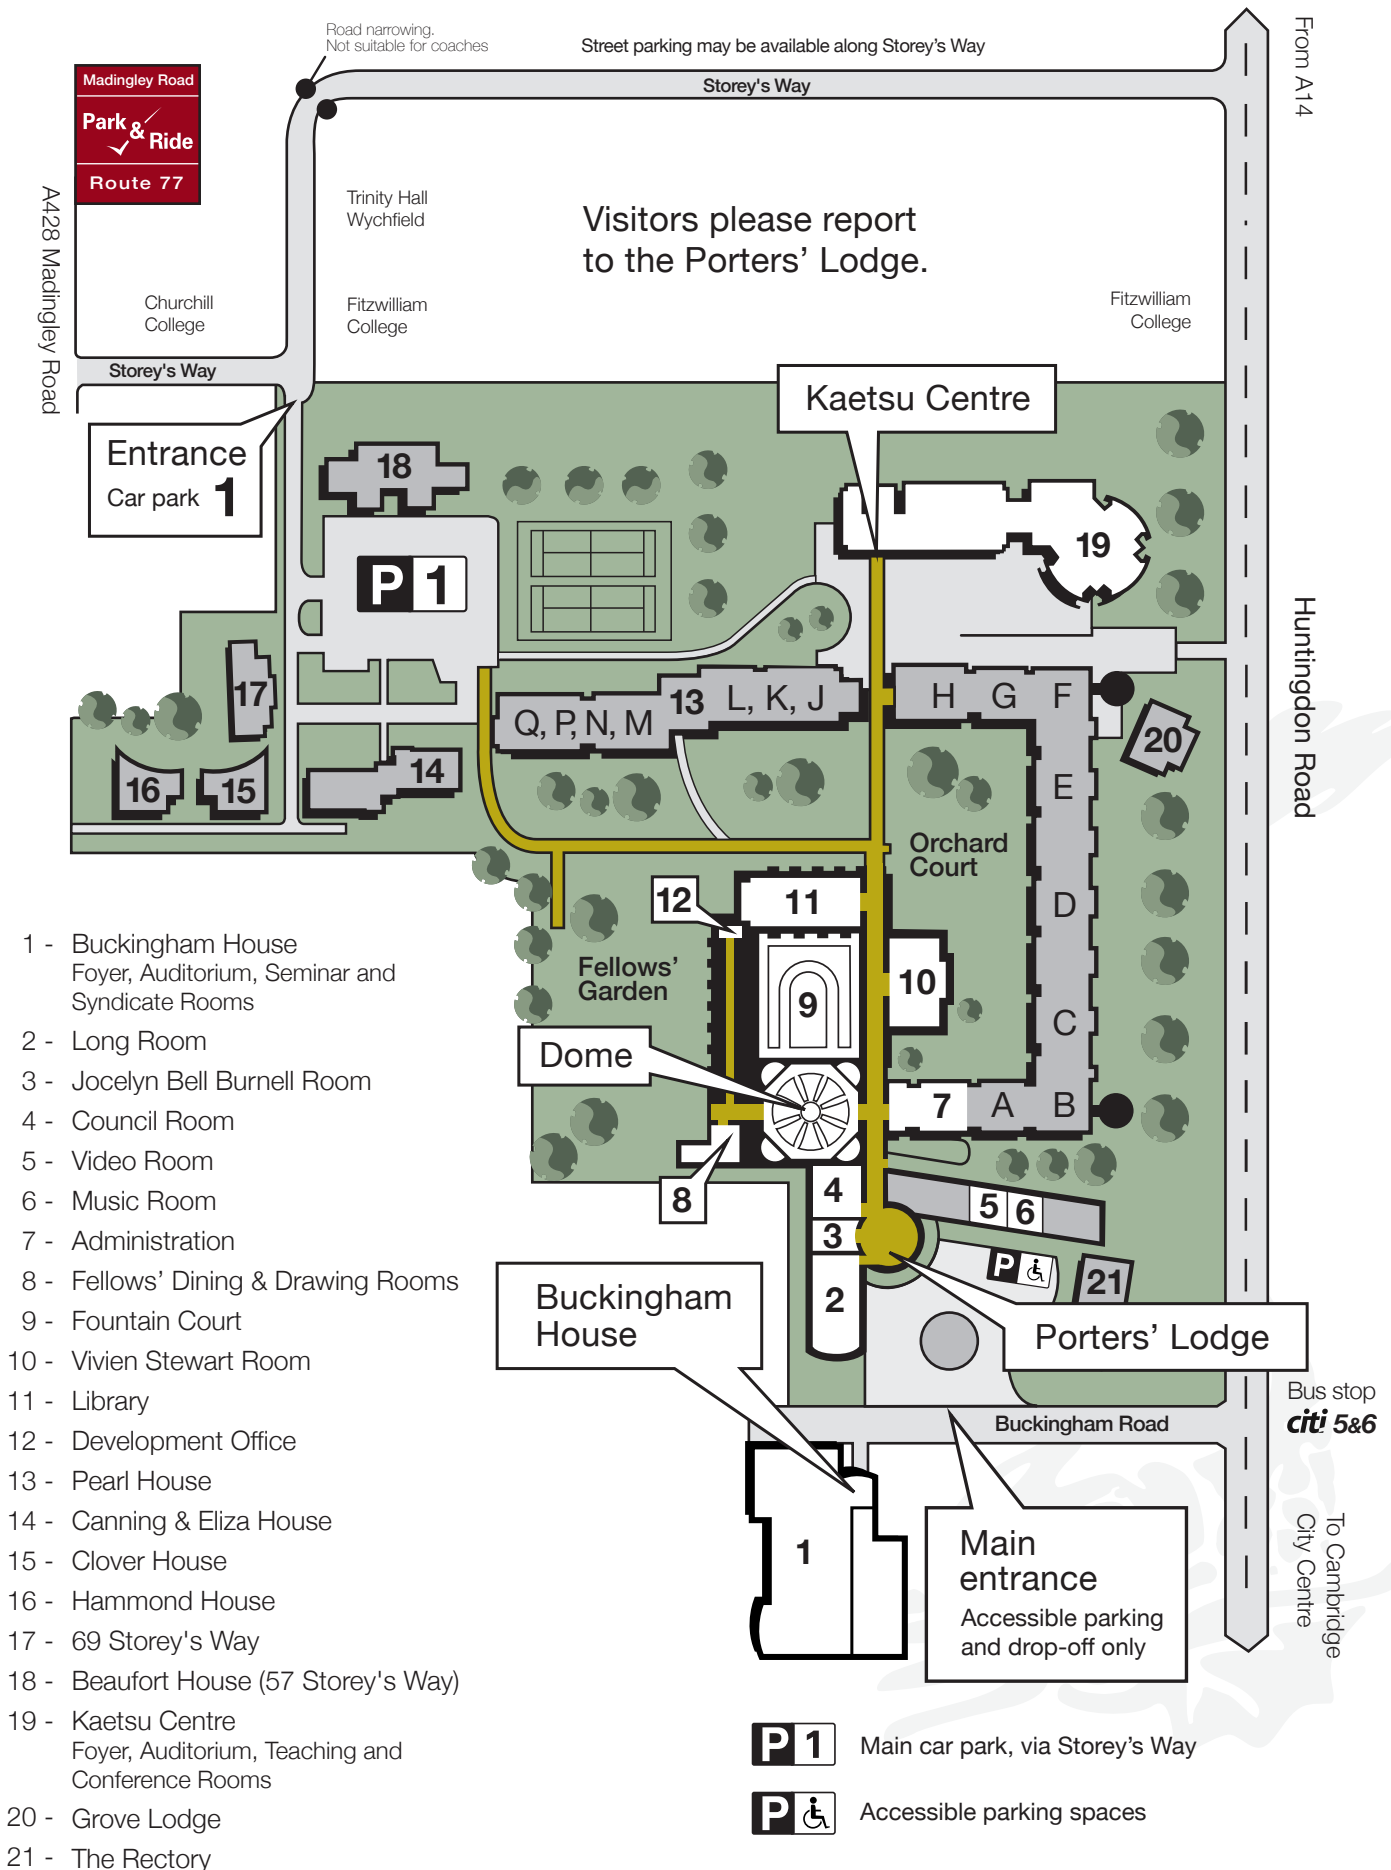 Road narrowing.
Not suitable for coaches
Street parking may be available along Storey's Way
From A14
Madingley Road
Park & Ride
Route 77
Storey's Way
A428 Madingley Road
Trinity Hall
Wychfield
Visitors please report
to the Porters' Lodge.
Churchill
College
Fitzwilliam
College
Fitzwilliam
College
Storey's Way
Kaetsu Centre
Entrance
Car park 1
18
19
P 1
Huntingdon Road
17
Q, P, N, M
13
L, K, J
H
G
F
20
16
15
14
E
Orchard
Court
12
11
D
Fellows'
Garden
10
9
C
Dome
7
A
B
8
4
5
6
3
P
21
2
Buckingham
House
Porters' Lodge
Bus stop
citi 5&6
Buckingham Road
1
Main
entrance
Accessible parking
and drop-off only
To Cambridge
City Centre
1 - Buckingham House
Foyer, Auditorium, Seminar and
Syndicate Rooms
2 - Long Room
3 - Jocelyn Bell Burnell Room
4 - Council Room
5 - Video Room
6 - Music Room
7 - Administration
8 - Fellows' Dining & Drawing Rooms
9 - Fountain Court
10 - Vivien Stewart Room
11 - Library
12 - Development Office
13 - Pearl House
14 - Canning & Eliza House
15 - Clover House
16 - Hammond House
17 - 69 Storey's Way
18 - Beaufort House (57 Storey's Way)
19 - Kaetsu Centre
Foyer, Auditorium, Teaching and
Conference Rooms
20 - Grove Lodge
21 - The Rectory
P 1 Main car park, via Storey's Way
P Accessible parking spaces